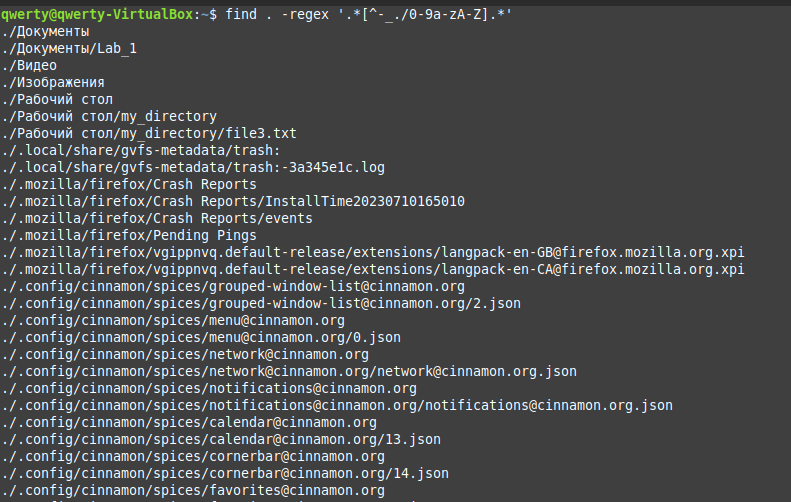 qwerty@qwerty-VirtualBox:~$ find . -regex '.*[^-_./0-9a-zA-Z].*'
./Документы
./Документы/Lab_1
./Видео
./Изображения
./Рабочий стол
./Рабочий стол/my_directory
./Рабочий стол/my_directory/file3.txt
./.local/share/gvfs-metadata/trash:
./.local/share/gvfs-metadata/trash:-3a345e1c.log
./.mozilla/firefox/Crash Reports
./.mozilla/firefox/Crash Reports/InstallTime20230710165010
./.mozilla/firefox/Crash Reports/events
./.mozilla/firefox/Pending Pings
./.mozilla/firefox/vgippnvq.default-release/extensions/langpack-en-GB@firefox.mozilla.org.xpi
./.mozilla/firefox/vgippnvq.default-release/extensions/langpack-en-CA@firefox.mozilla.org.xpi
./.config/cinnamon/spices/grouped-window-list@cinnamon.org
./.config/cinnamon/spices/grouped-window-list@cinnamon.org/2.json
./.config/cinnamon/spices/menu@cinnamon.org
./.config/cinnamon/spices/menu@cinnamon.org/0.json
./.config/cinnamon/spices/network@cinnamon.org
./.config/cinnamon/spices/network@cinnamon.org/network@cinnamon.org.json
./.config/cinnamon/spices/notifications@cinnamon.org
./.config/cinnamon/spices/notifications@cinnamon.org/notifications@cinnamon.org.json
./.config/cinnamon/spices/calendar@cinnamon.org
./.config/cinnamon/spices/calendar@cinnamon.org/13.json
./.config/cinnamon/spices/cornerbar@cinnamon.org
./.config/cinnamon/spices/cornerbar@cinnamon.org/14.json
./.config/cinnamon/spices/favorites@cinnamon.org